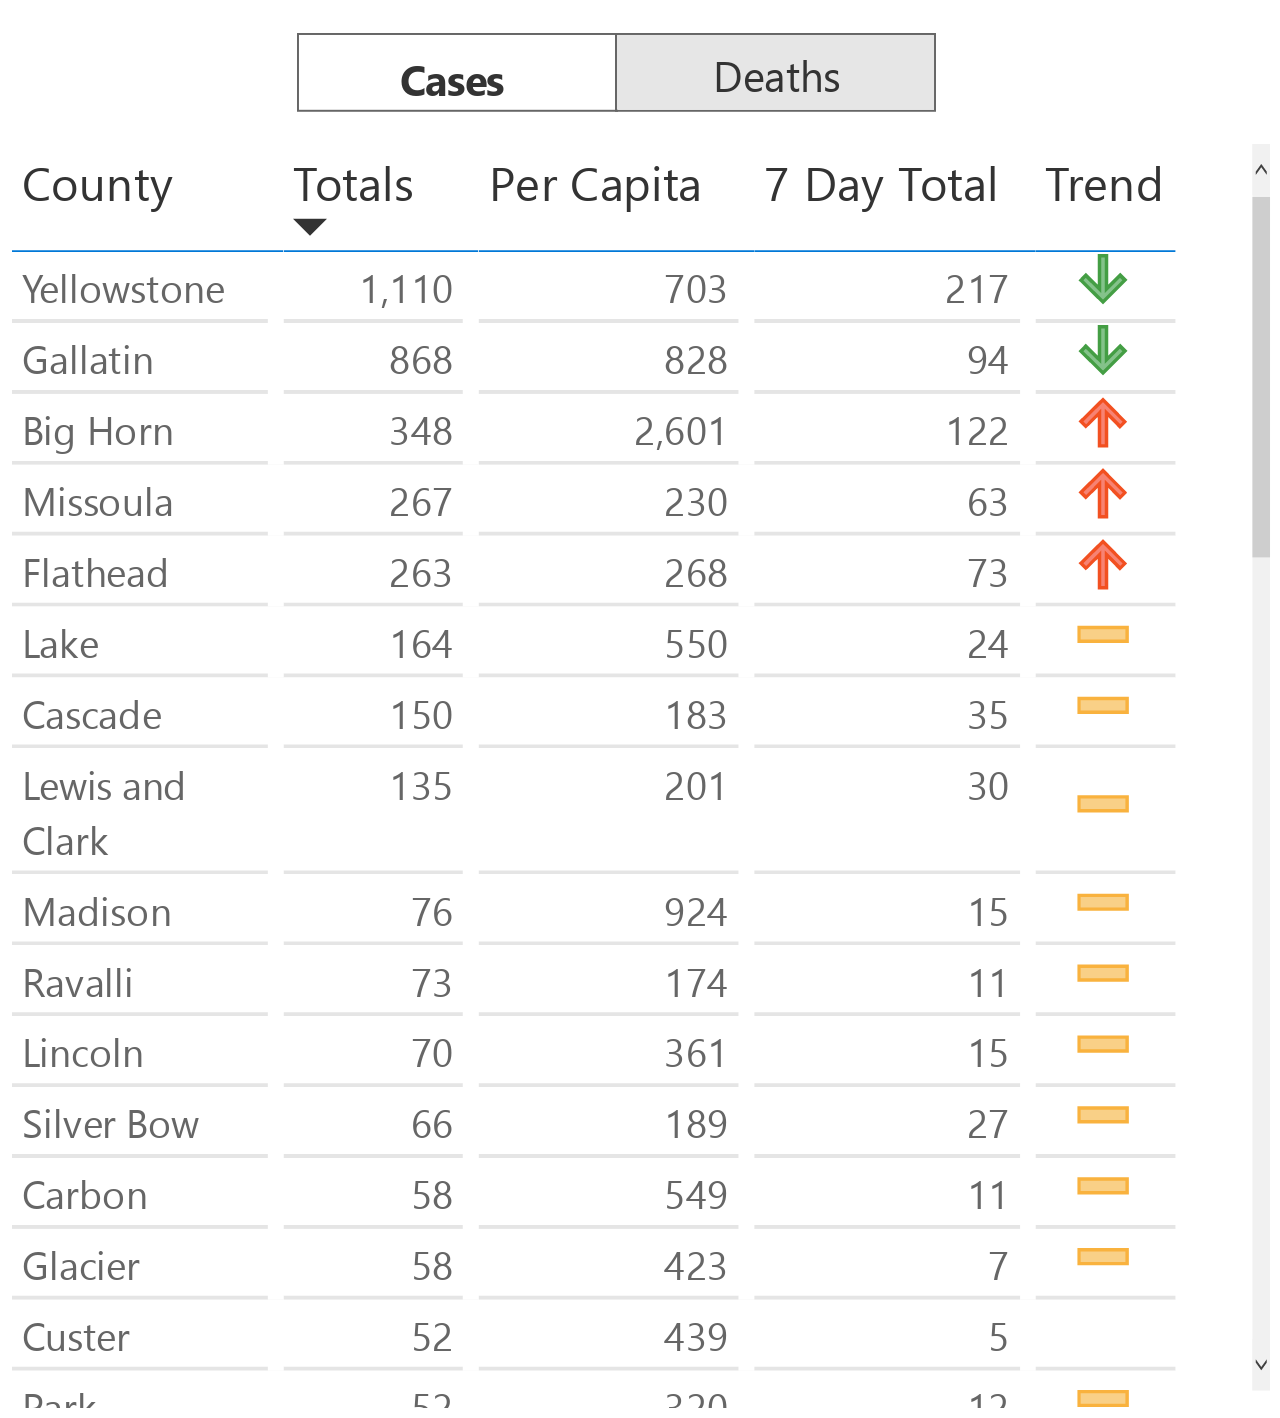 Cases Deaths
County Totals Per Capita 7 Day Total Trend
Yellowstone 1,110 703 217
Gallatin 868 828 94
Big Horn 348 2,601 122
Missoula 267 230 63
Flathead 263 268 73
Lake 164 550 24
Cascade 150 183 35
Lewis and 135 201 30
Clark
Madison 76 924 15
Ravalli 73 174 11
Lincoln 70 361 15
Silver Bow 66 189 27
Carbon 58 549 11
Glacier 58 423 7
Custer 52 439 5
Park 52 320 12